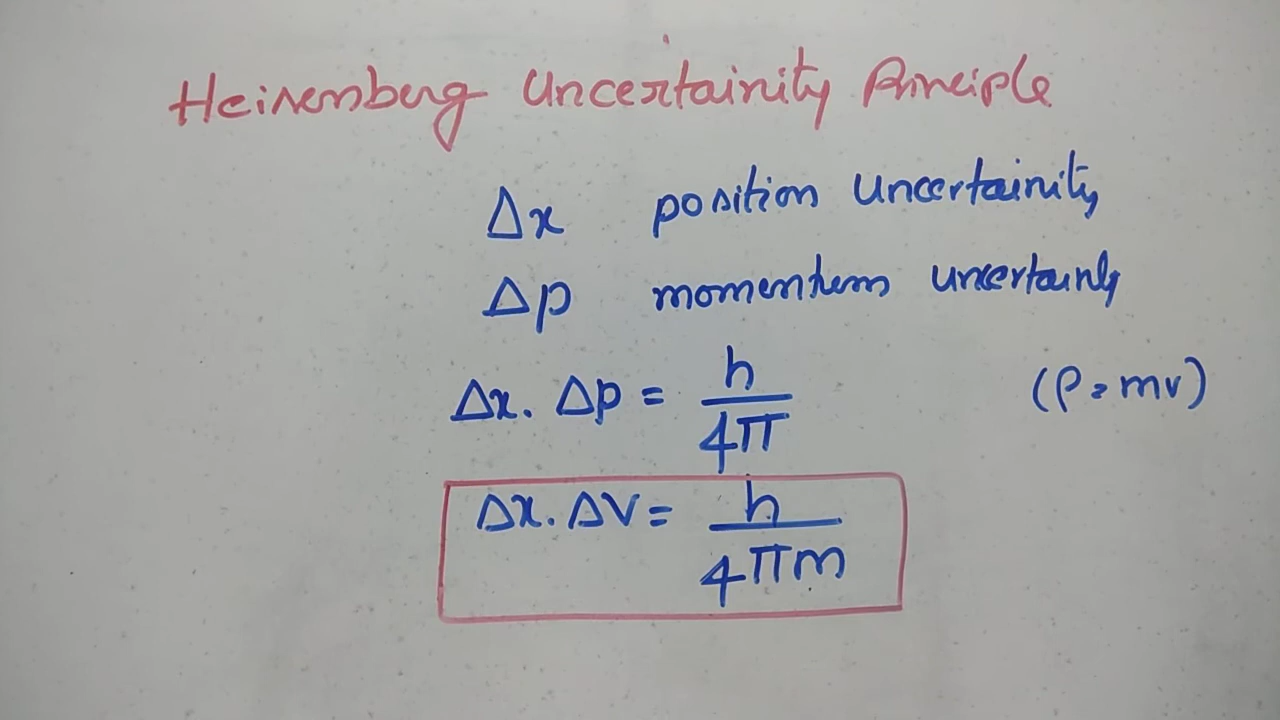 Heisenberg Uncertainity Principle
Δx position Uncertainity
Δp momentum uncertainty
Δx. Δp = h/4π (P=mv)
Δx. Δv = h/4πm